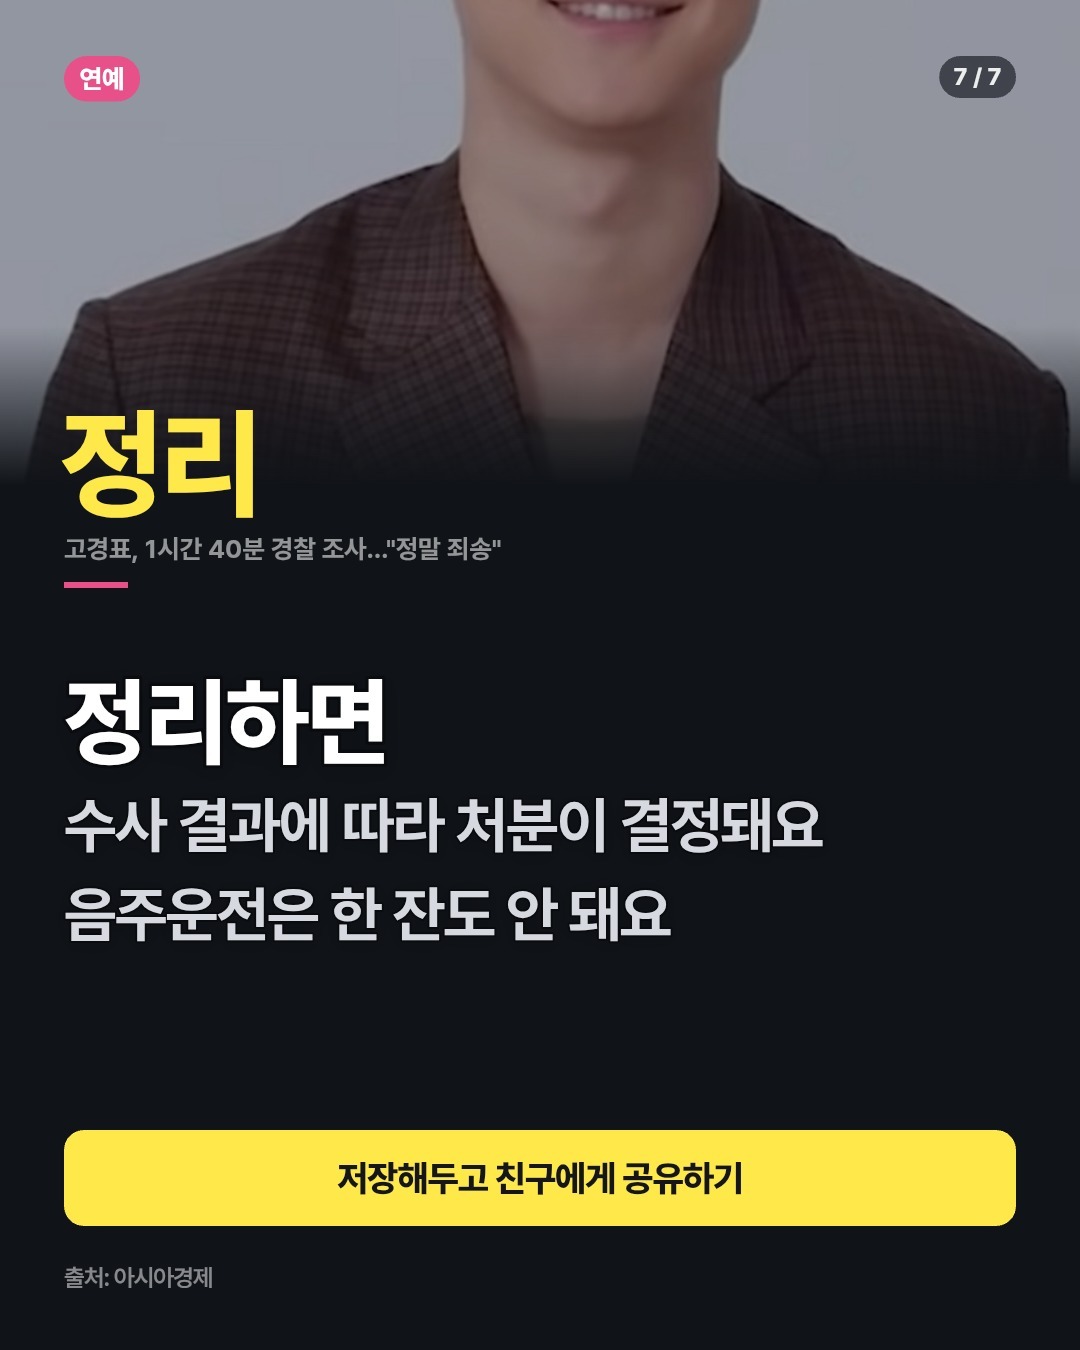 연예
7 / 7
정리
고경표, 1시간 40분 경찰 조사..."정말 죄송"
정리하면
수사 결과에 따라 처분이 결정돼요
음주운전은 한 잔도 안 돼요
저장해두고 친구에게 공유하기
출처: 아시아경제